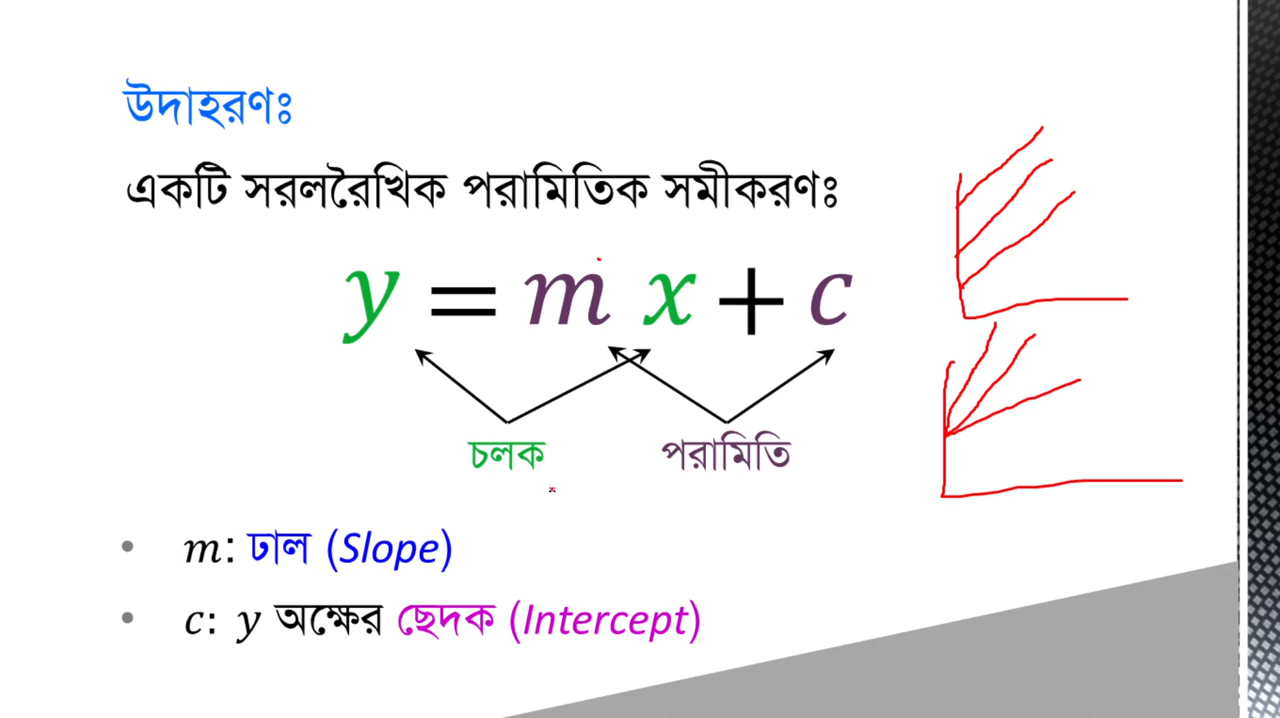 উদাহরণঃ
একটি সরলরৈখিক পরামিতিক সমীকরণঃ
y = m x + c
চলক পরামিতি
• m: ঢাল (Slope)
• c: y অক্ষের ছেদক (Intercept)